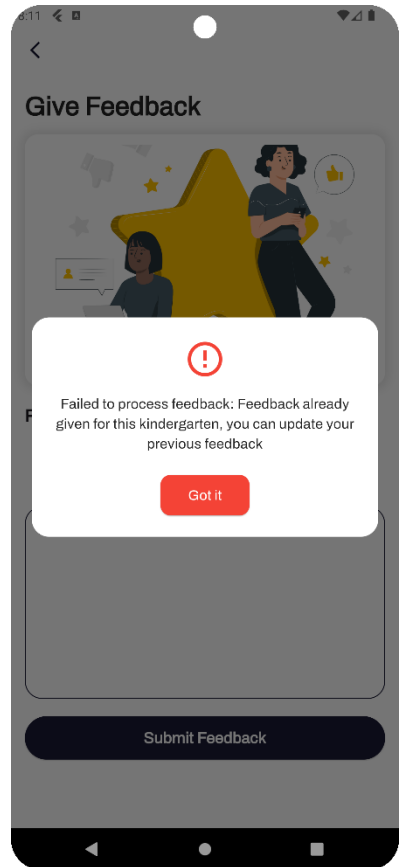 Give Feedback
Failed to process feedback: Feedback already
given for this kindergarten, you can update your
previous feedback
Got it
Submit Feedback